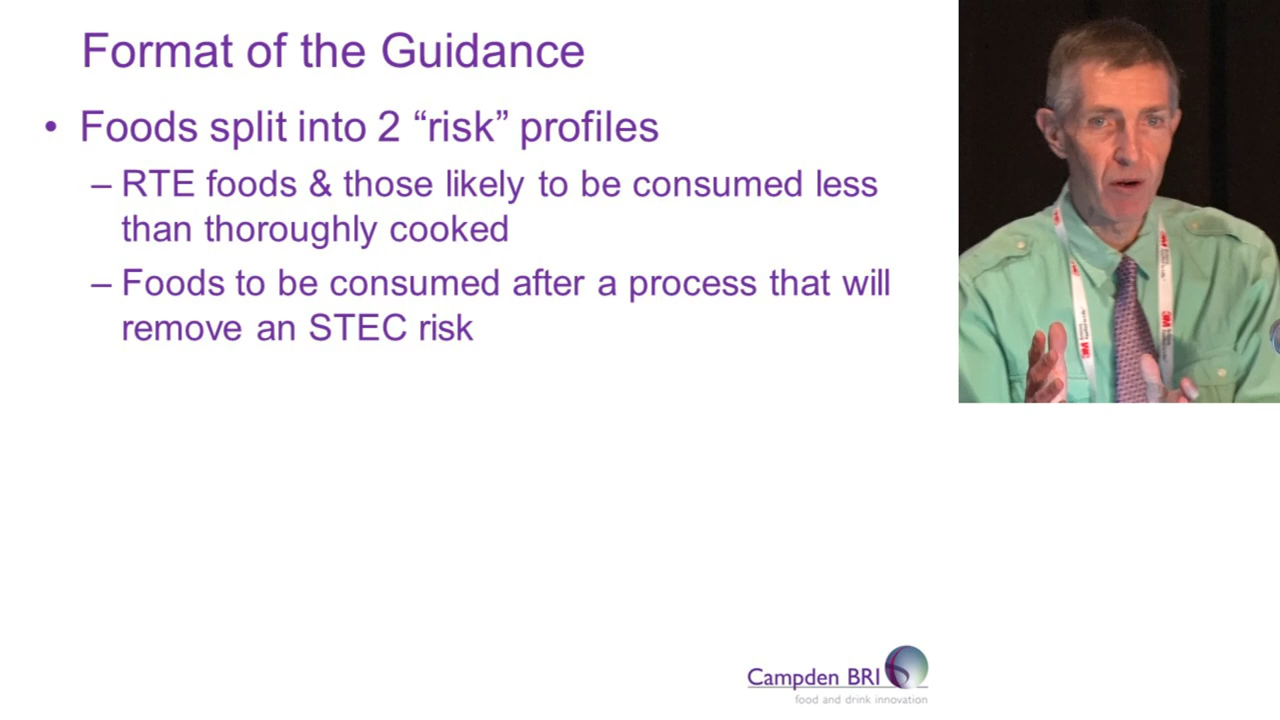 Format of the Guidance
• Foods split into 2 “risk” profiles
– RTE foods & those likely to be consumed less
than thoroughly cooked
– Foods to be consumed after a process that will
remove an STEC risk
3M
3M
Campden BRI
food and drink innovation